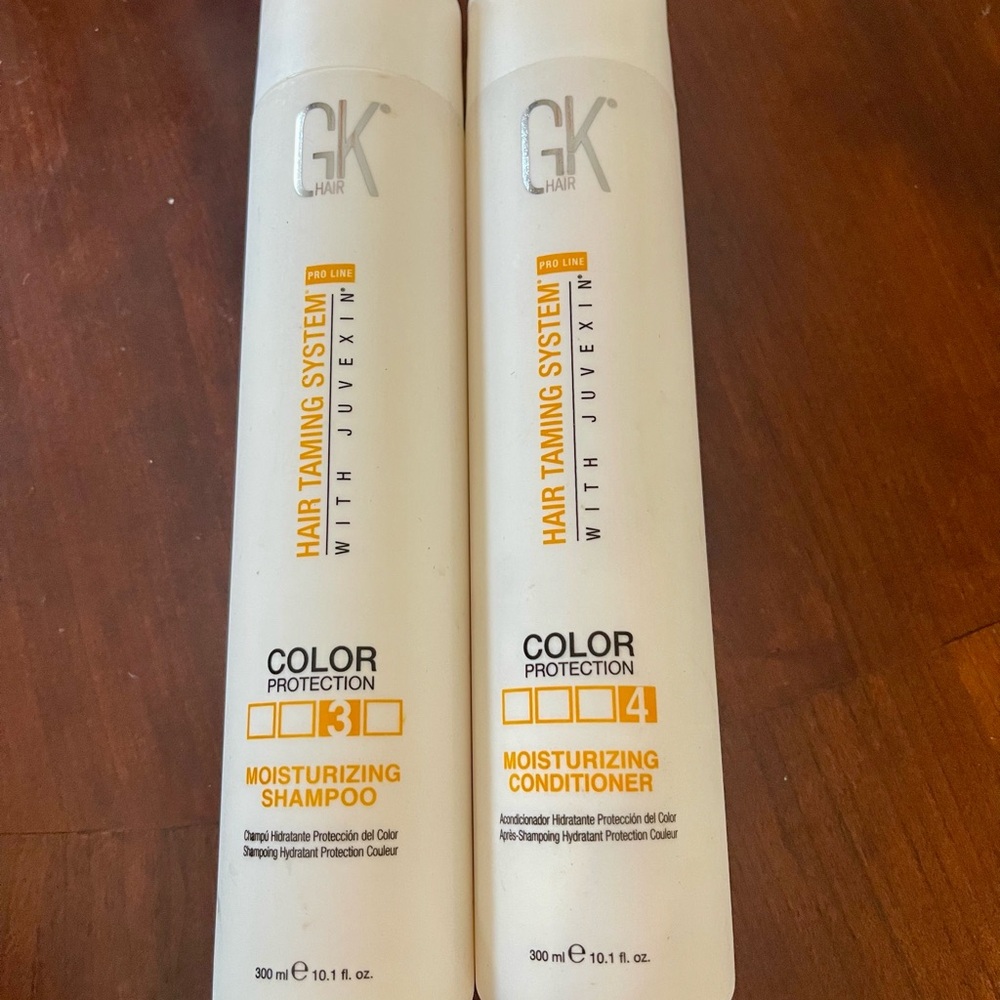 GK®
HAIR
PRO LINE
HAIR TAMING SYSTEM®
WITH JUVEXIN®
COLOR
PROTECTION
3
MOISTURIZING
SHAMPOO
Champú Hidratante Protección del Color
Shampoing Hydratant Protection Couleur
300 ml e 10.1 fl. oz.
GK®
HAIR
PRO LINE
HAIR TAMING SYSTEM®
WITH JUVEXIN®
COLOR
PROTECTION
4
MOISTURIZING
CONDITIONER
Acondicionador Hidratante Protección del Color
Après-Shampoing Hydratant Protection Couleur
300 ml e 10.1 fl. oz.